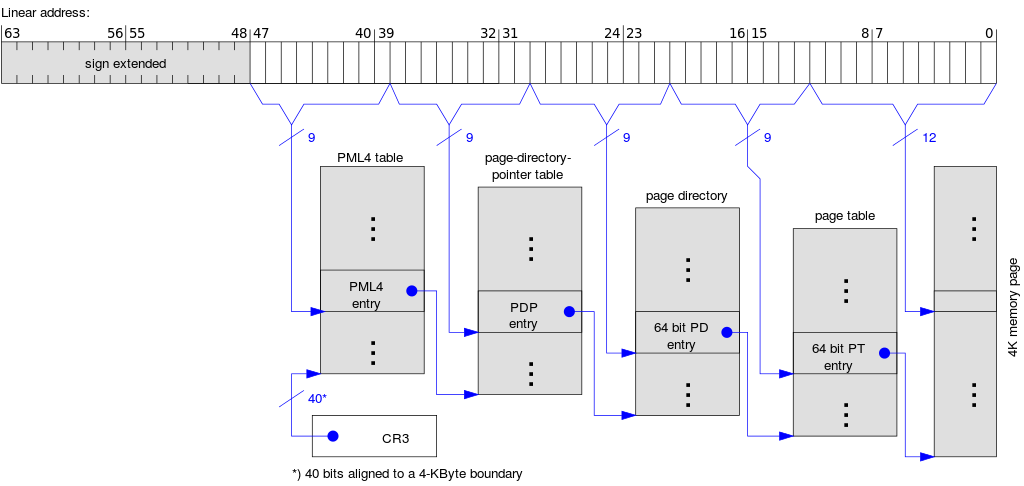 Linear address:
63 56 55 48 47 40 39 32 31 24 23 16 15 8 7 0
sign extended
9 9 9 9 12
PML4 table
page-directory-
pointer table
page directory
page table
PML4
entry
PDP
entry
64 bit PD
entry
64 bit PT
entry
4K memory page
40*
CR3
*) 40 bits aligned to a 4-KByte boundary